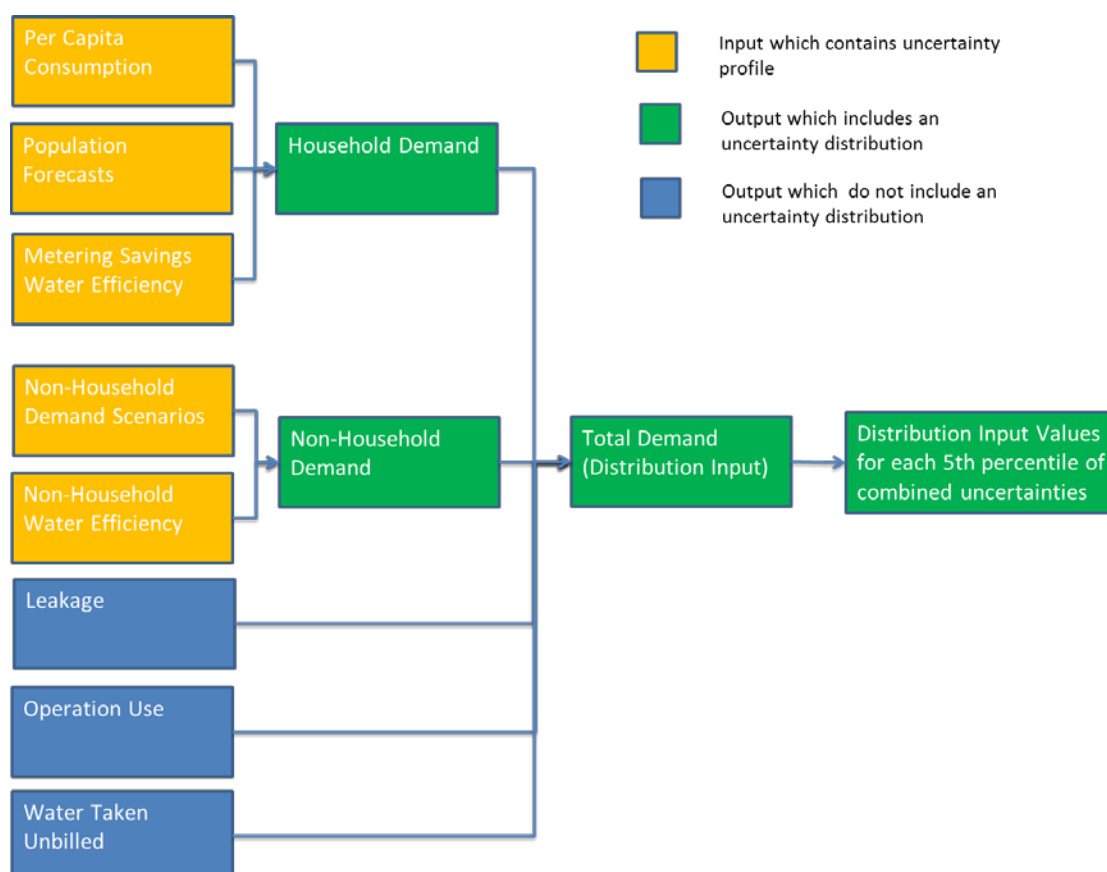 Per Capita
Consumption
Population
Forecasts
Metering Savings
Water Efficiency
Household Demand
Input which contains uncertainty
profile
Output which includes an
uncertainty distribution
Output which do not include an
uncertainty distribution
Non-Household
Demand Scenarios
Non-Household
Water Efficiency
Non-Household
Demand
Total Demand
(Distribution Input)
Distribution Input Values
for each 5th percentile of
combined uncertainties
Leakage
Operation Use
Water Taken
Unbilled